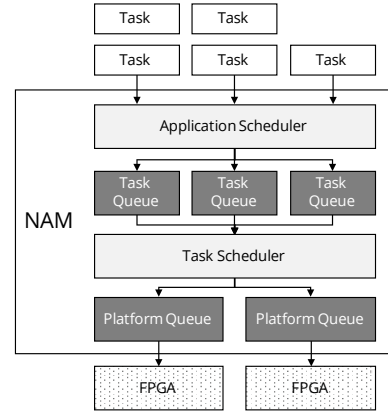 Task Task
Task Task Task
Application Scheduler
Task Queue Task Queue Task Queue
NAM
Task Scheduler
Platform Queue Platform Queue
FPGA FPGA